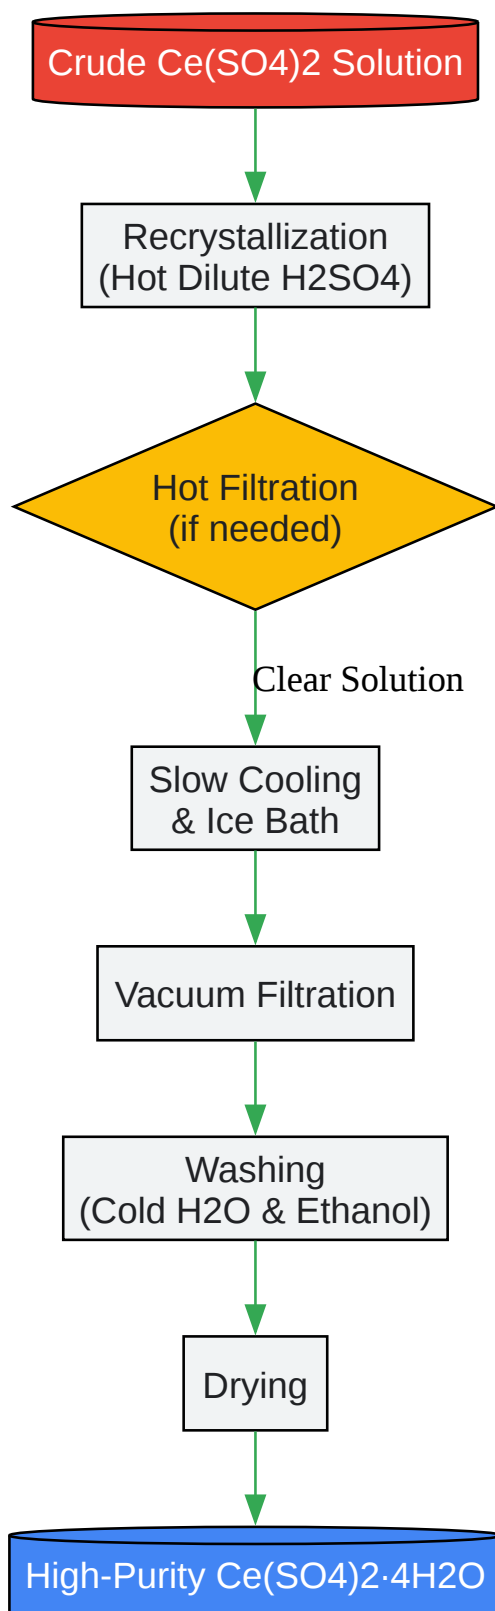 Crude Ce(SO4)2 Solution
Recrystallization
(Hot Dilute H2SO4)
Hot Filtration
(if needed)
Clear Solution
Slow Cooling
& Ice Bath
Vacuum Filtration
Washing
(Cold H2O & Ethanol)
Drying
High-Purity Ce(SO4)2·4H2O